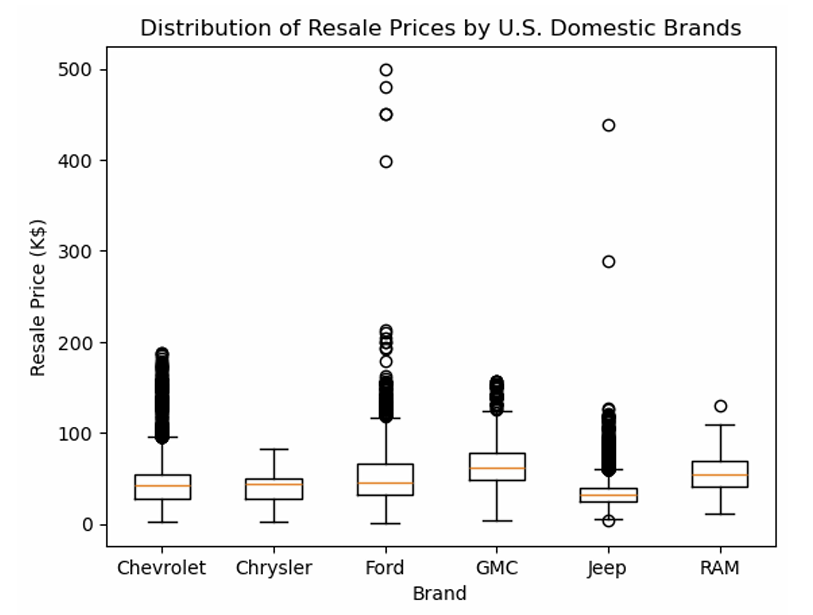 Distribution of Resale Prices by U.S. Domestic Brands
500
400
300
200
100
0
Resale Price (K$)
Chevrolet Chrysler Ford GMC Jeep RAM
Brand